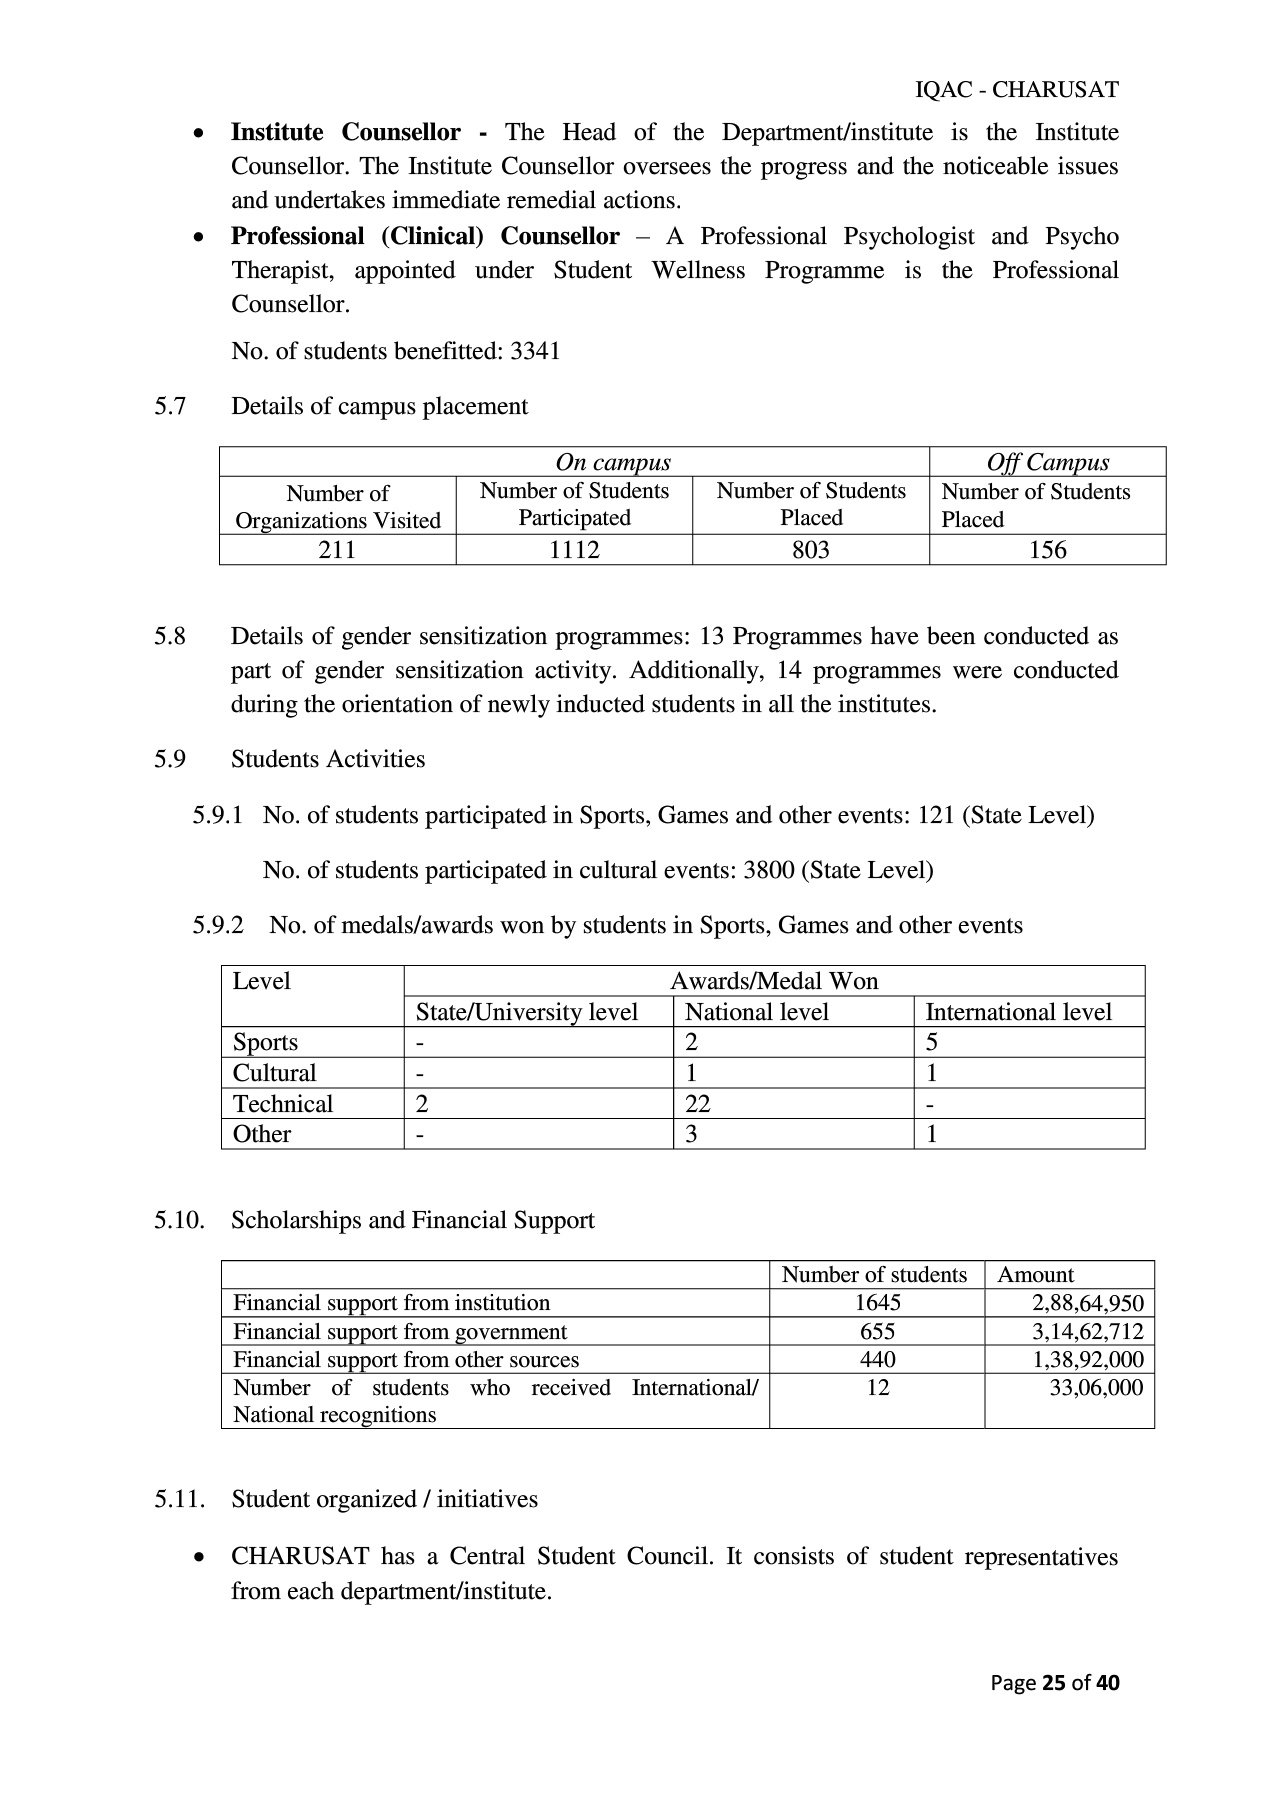 IQAC - CHARUSAT
• Institute Counsellor - The Head of the Department/institute is the Institute
Counsellor. The Institute Counsellor oversees the progress and the noticeable issues
and undertakes immediate remedial actions.
• Professional (Clinical) Counsellor – A Professional Psychologist and Psycho
Therapist, appointed under Student Wellness Programme is the Professional
Counsellor.
No. of students benefitted: 3341
5.7 Details of campus placement
On campus Off Campus
Number of Organizations Visited Number of Students Participated Number of Students Placed Number of Students Placed
211 1112 803 156
5.8 Details of gender sensitization programmes: 13 Programmes have been conducted as
part of gender sensitization activity. Additionally, 14 programmes were conducted
during the orientation of newly inducted students in all the institutes.
5.9 Students Activities
5.9.1 No. of students participated in Sports, Games and other events: 121 (State Level)
No. of students participated in cultural events: 3800 (State Level)
5.9.2 No. of medals/awards won by students in Sports, Games and other events
Level Awards/Medal Won
State/University level National level International level
Sports - 2 5
Cultural - 1 1
Technical 2 22 -
Other - 3 1
5.10. Scholarships and Financial Support
Number of students Amount
Financial support from institution 1645 2,88,64,950
Financial support from government 655 3,14,62,712
Financial support from other sources 440 1,38,92,000
Number of students who received International/ 12 33,06,000
National recognitions
5.11. Student organized / initiatives
• CHARUSAT has a Central Student Council. It consists of student representatives
from each department/institute.
Page 25 of 40